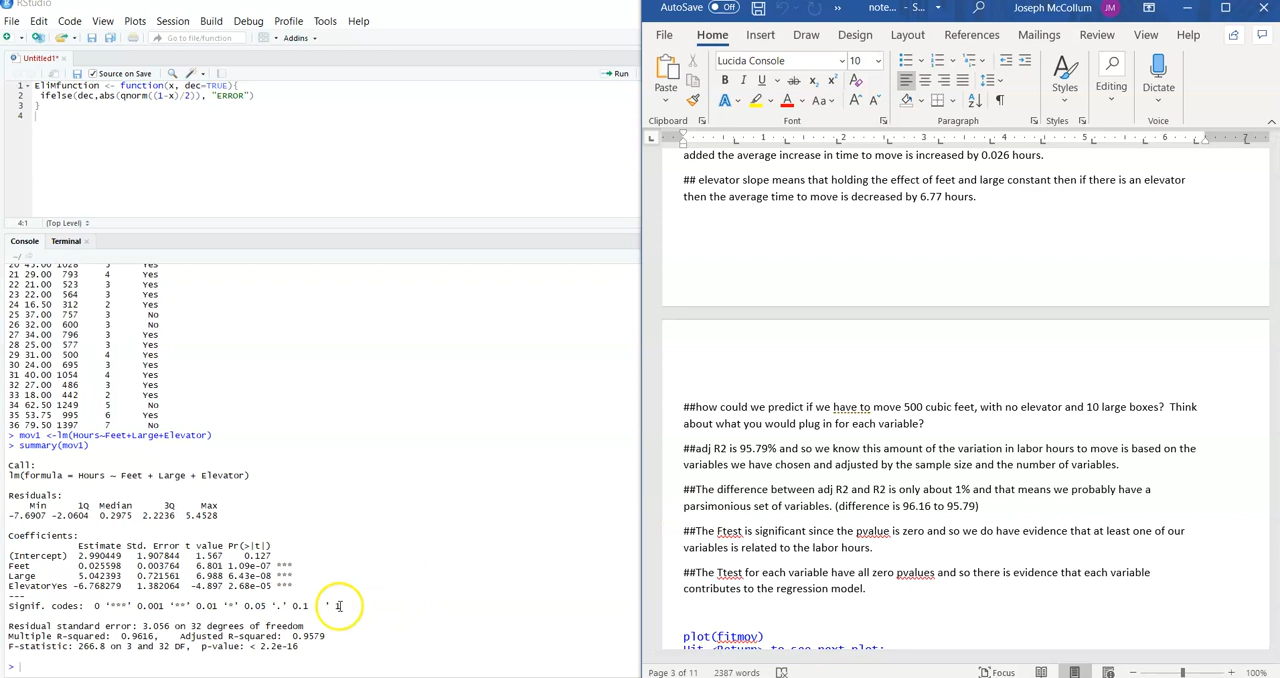 RStudio
File Edit Code View Plots Session Build Debug Profile Tools Help
Go to file/function
Addins
Untitled1*
Source on Save
Run
1 EliMfunction <- function(x, dec=TRUE){
2 ifelse(dec,abs(qnorm((1-x)/2)), "ERROR")
3 }
4
4:1 (Top Level)
Console Terminal
~/
20 45.00 1028 5 Yes
21 29.00 793 4 Yes
22 21.00 523 3 Yes
23 22.00 564 3 Yes
24 16.50 312 2 Yes
25 37.00 757 3 No
26 32.00 600 3 No
27 34.00 796 3 Yes
28 25.00 577 3 Yes
29 31.00 500 4 Yes
30 24.00 695 3 Yes
31 40.00 1054 4 Yes
32 27.00 486 3 Yes
33 18.00 442 2 Yes
34 62.50 1249 5 No
35 53.75 995 6 Yes
36 79.50 1397 7 No
> mov1 <-lm(Hours~Feet+Large+Elevator)
> summary(mov1)
Call:
lm(formula = Hours ~ Feet + Large + Elevator)
Residuals:
Min 1Q Median 3Q Max
-7.6907 -2.0604 0.2975 2.2236 5.4528
Coefficients:
Estimate Std. Error t value Pr(>|t|)
(Intercept) 2.990449 1.907844 1.567 0.127
Feet 0.025598 0.003764 6.801 1.09e-07 ***
Large 5.042393 0.721561 6.988 6.43e-08 ***
ElevatorYes -6.768279 1.382064 -4.897 2.68e-05 ***
---
Signif. codes: 0 ‘***’ 0.001 ‘**’ 0.01 ‘*’ 0.05 ‘.’ 0.1 ‘ ’ 1
Residual standard error: 3.056 on 32 degrees of freedom
Multiple R-squared: 0.9616, Adjusted R-squared: 0.9579
F-statistic: 266.8 on 3 and 32 DF, p-value: < 2.2e-16
>
AutoSave Off note... - S... Joseph McCollum JM
File Home Insert Draw Design Layout References Mailings Review View Help
Lucida Console 10
Paste
Styles
Editing
Dictate
Clipboard Font Paragraph Styles Voice
1 2 3 4 5 6 7
added the average increase in time to move is increased by 0.026 hours.
## elevator slope means that holding the effect of feet and large constant then if there is an elevator
then the average time to move is decreased by 6.77 hours.
##how could we predict if we have to move 500 cubic feet, with no elevator and 10 large boxes? Think
about what you would plug in for each variable?
##adj R2 is 95.79% and so we know this amount of the variation in labor hours to move is based on the
variables we have chosen and adjusted by the sample size and the number of variables.
##The difference between adj R2 and R2 is only about 1% and that means we probably have a
parsimonious set of variables. (difference is 96.16 to 95.79)
##The Ftest is significant since the pvalue is zero and so we do have evidence that at least one of our
variables is related to the labor hours.
##The Ttest for each variable have all zero pvalues and so there is evidence that each variable
contributes to the regression model.
plot(fitmov)
Hit <Return> to see next plot:
Page 3 of 11 2387 words Focus 100%